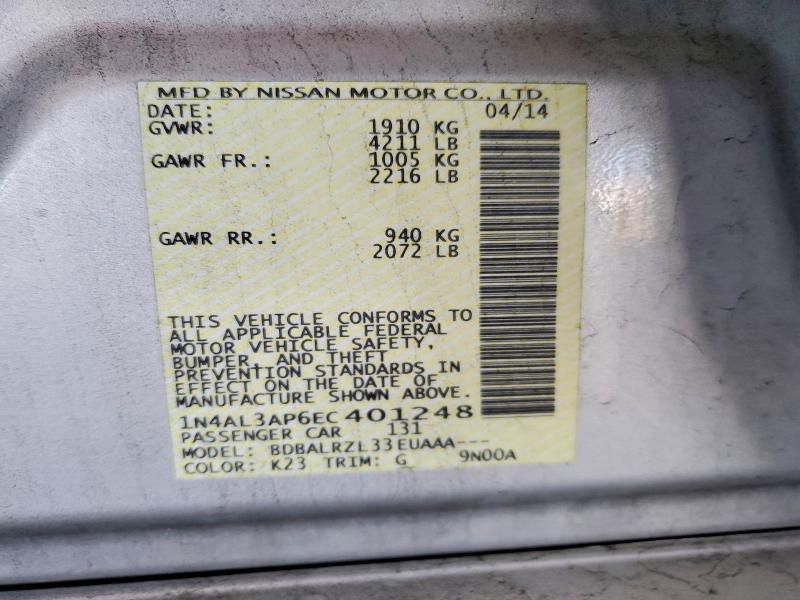 MFD BY NISSAN MOTOR CO., LTD.
DATE: 04/14
GVWR: 1910 KG
4211 LB
GAWR FR.: 1005 KG
2216 LB
GAWR RR.: 940 KG
2072 LB
THIS VEHICLE CONFORMS TO
ALL APPLICABLE FEDERAL
MOTOR VEHICLE SAFETY,
BUMPER, AND THEFT
PREVENTION STANDARDS IN
EFFECT ON THE DATE OF
MANUFACTURE SHOWN ABOVE.
1N4AL3AP6EC401248
PASSENGER CAR 131
MODEL: BDBALRZL33EUAAA---
COLOR: K23 TRIM: G 9N00A